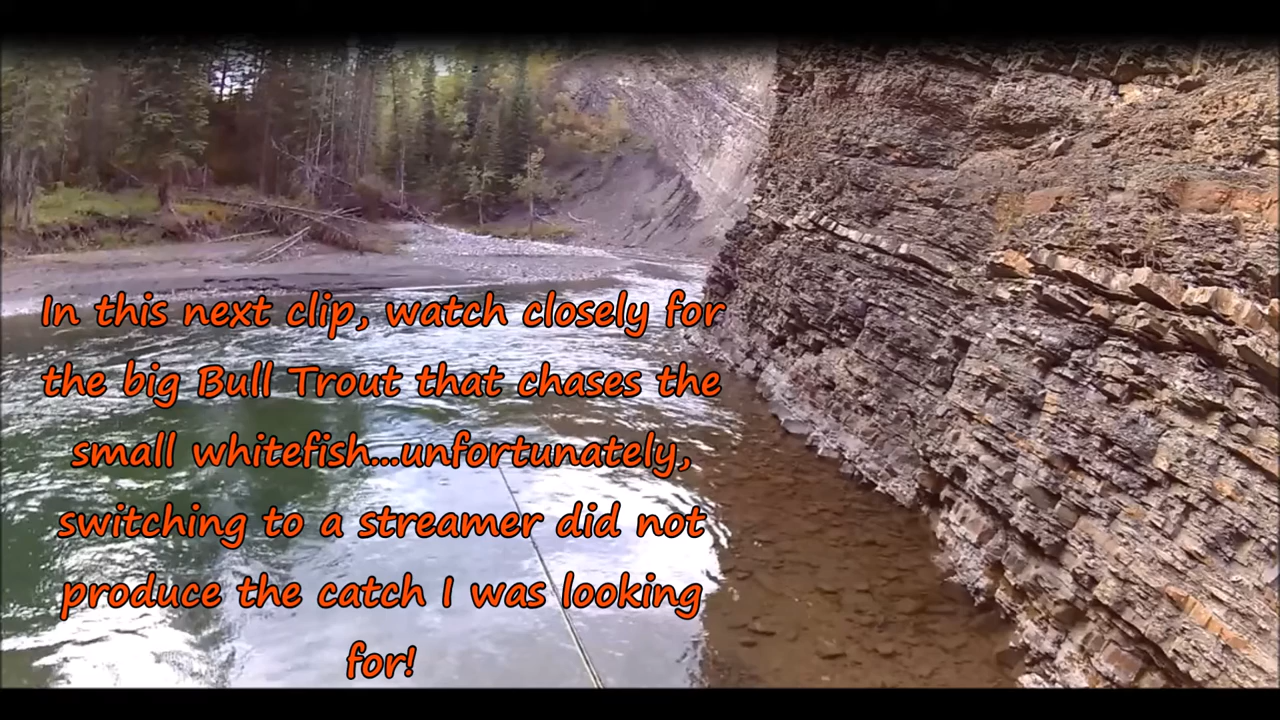 In this next clip, watch closely for
the big Bull Trout that chases the
small whitefish...unfortunately,
switching to a streamer did not
produce the catch I was looking
for!